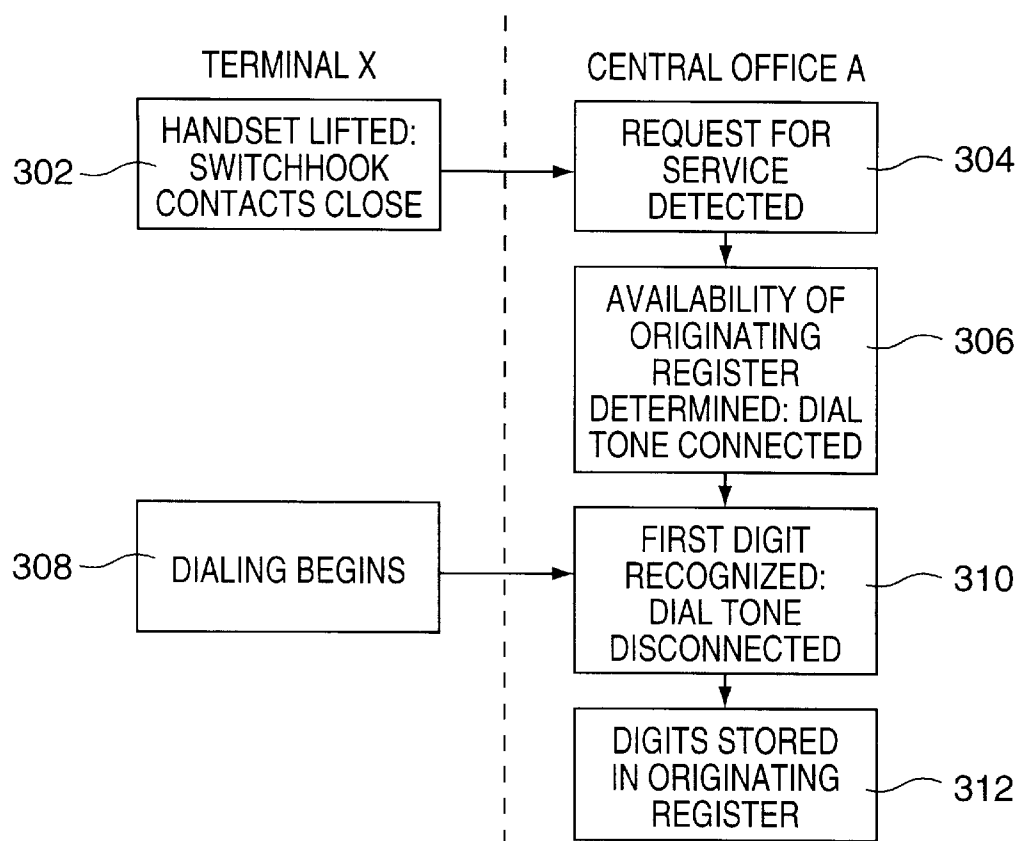 TERMINAL X
CENTRAL OFFICE A
302
HANDSET LIFTED:
SWITCHHOOK
CONTACTS CLOSE
REQUEST FOR
SERVICE
DETECTED
304
AVAILABILITY OF
ORIGINATING
REGISTER
DETERMINED: DIAL
TONE CONNECTED
306
308
DIALING BEGINS
FIRST DIGIT
RECOGNIZED:
DIAL TONE
DISCONNECTED
310
DIGITS STORED
IN ORIGINATING
REGISTER
312